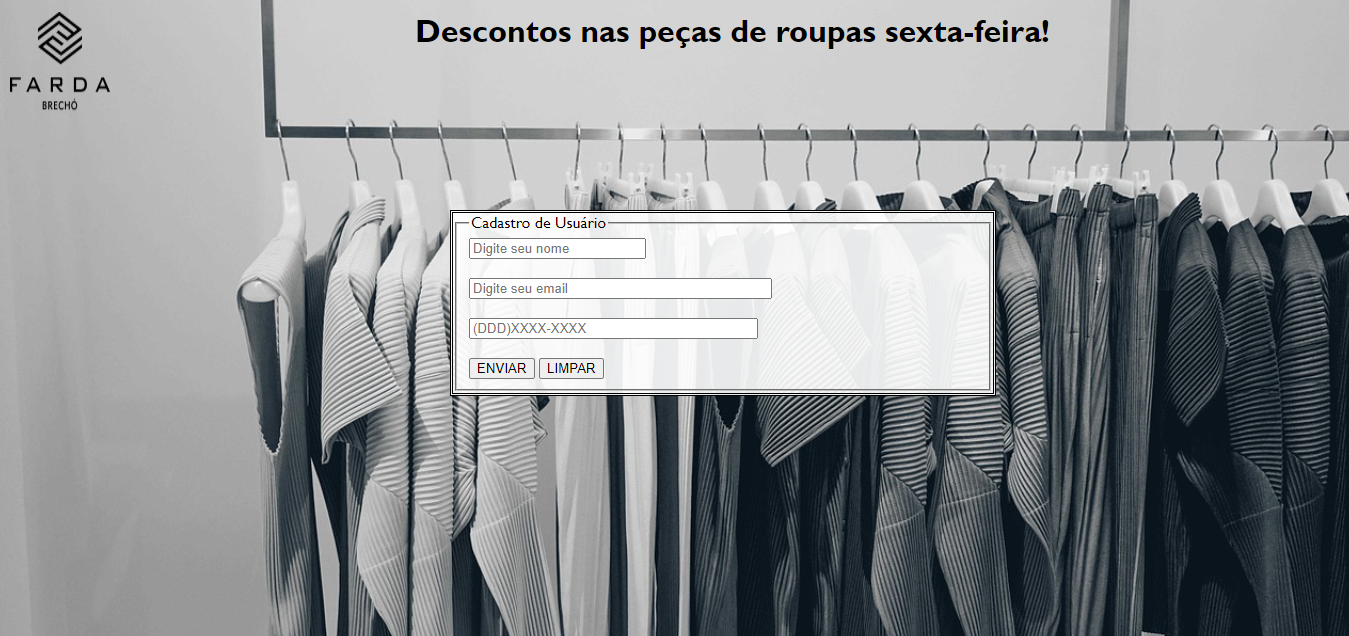 FARDA
BRECHÓ
Descontos nas peças de roupas sexta-feira!
Cadastro de Usuário
Digite seu nome
Digite seu email
(DDD)XXXX-XXXX
ENVIAR LIMPAR